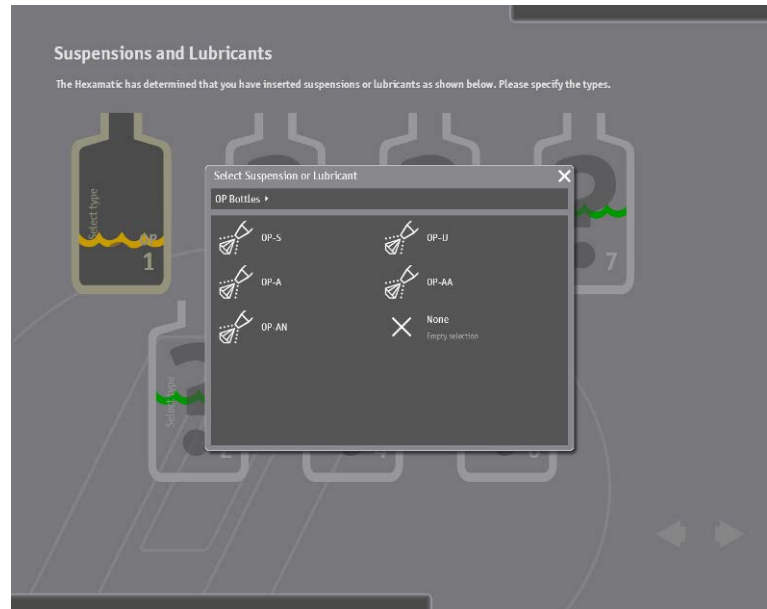 Suspensions and Lubricants
The Hexamatic has determined that you have inserted suspensions or lubricants as shown below. Please specify the types.
Select Suspension or Lubricant
OP Bottles
OP-S
OP-U
OP-A
OP-AA
OP-AN
None
Empty selection
Select type
OP
1
7
Select type
2